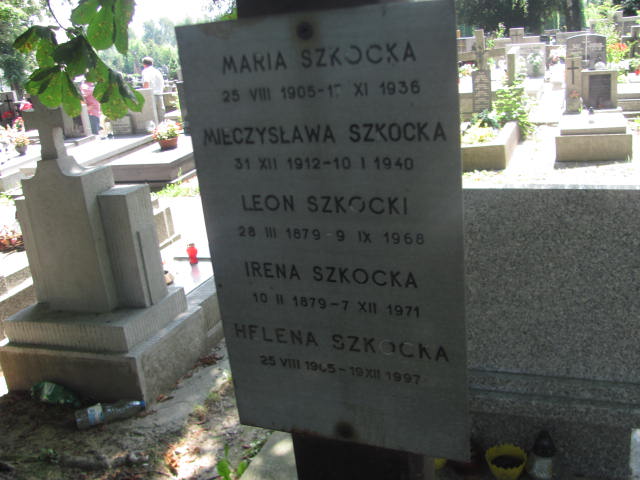 MARIA SZKOCKA
25 VIII 1905-17 XI 1936
MIECZYSŁAWA SZKOCKA
31 XII 1912-10 I 1940
LEON SZKOCKI
28 III 1879-9 IX 1968
IRENA SZKOCKA
10 II 1879-7 XII 1971
HELENA SZKOCKA
25 VIII 1905-19 XII 1997